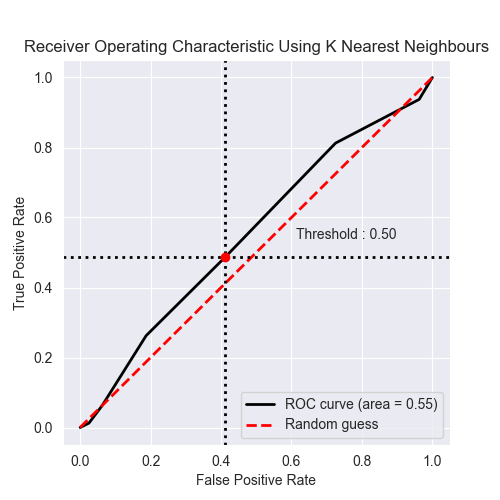 Receiver Operating Characteristic Using K Nearest Neighbours
1.0
0.8
0.6
0.4
0.2
0.0
True Positive Rate
Threshold : 0.50
ROC curve (area = 0.55)
Random guess
0.0 0.2 0.4 0.6 0.8 1.0
False Positive Rate